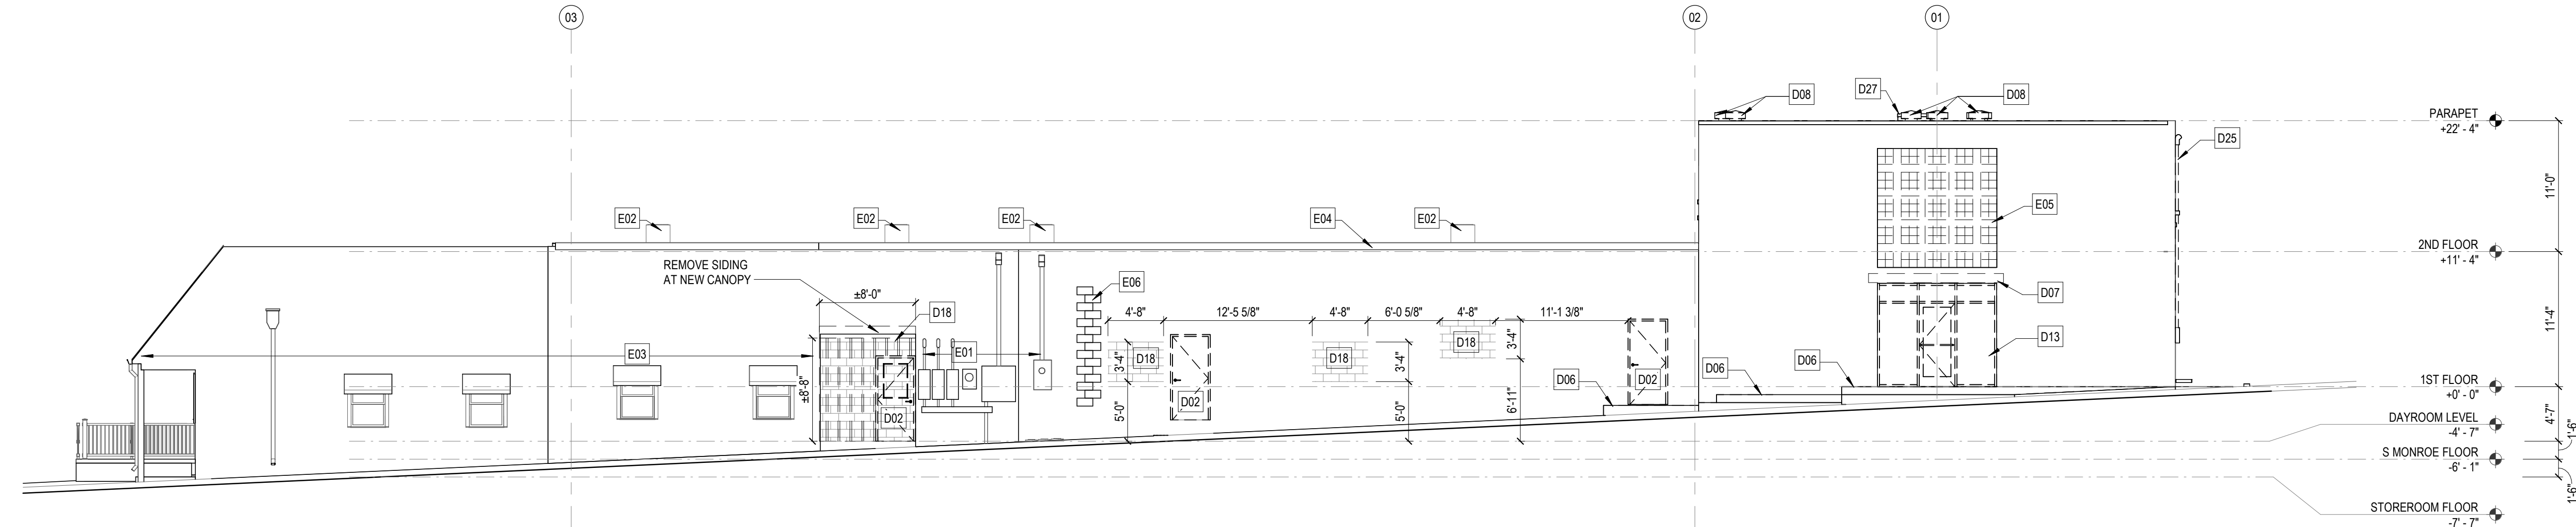 03
02
01
D08
D27
D08
PARAPET
+22' - 4"
D25
11'-0"
E05
E02
E02
E02
E04
E02
2ND FLOOR
+11' - 4"
REMOVE SIDING
AT NEW CANOPY
E06
±8'-0"
D18
D07
4'-8"
12'-5 5/8"
4'-8"
6'-0 5/8"
4'-8"
11'-1 3/8"
11'-4"
E03
E01
D18
D18
D18
3'-4"
3'-4"
3'-4"
D13
±8'-8"
D06
D06
D06
D02
D02
D02
1ST FLOOR
+0' - 0"
5'-0"
5'-0"
6'-11"
4'-7"
DAYROOM LEVEL
-4' - 7"
1'-6"
S MONROE FLOOR
-6' - 1"
1'-6"
STOREROOM FLOOR
-7' - 7"